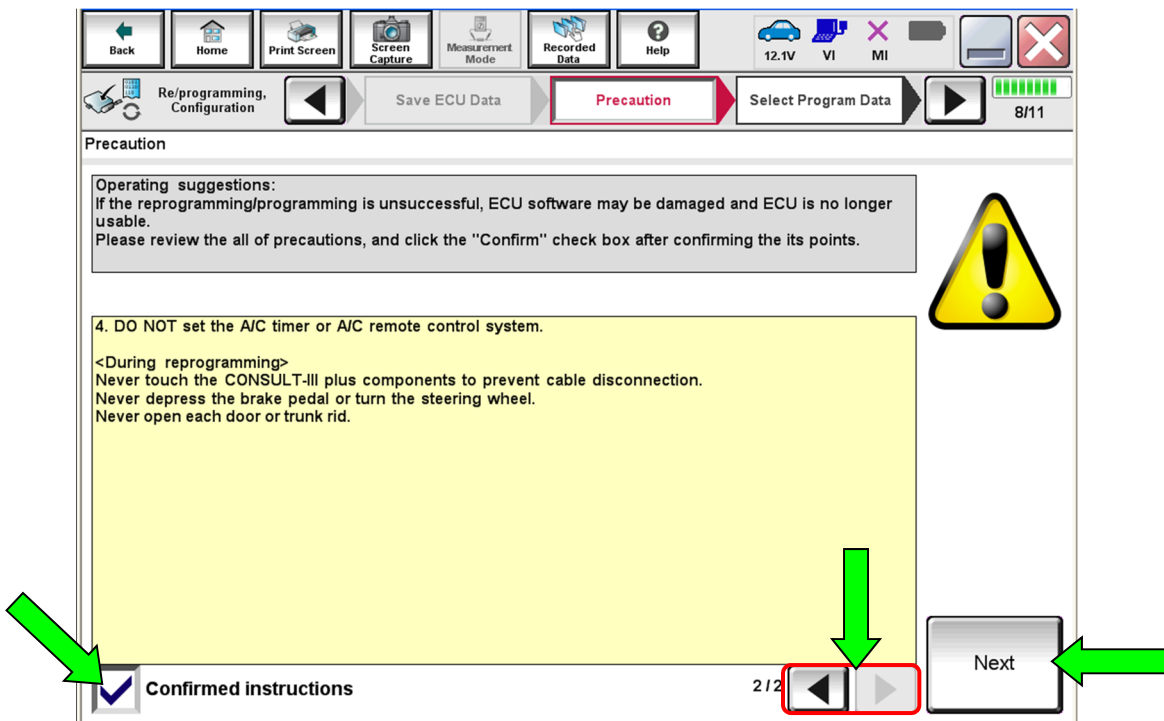 Back
Home
Print Screen
Screen
Capture
Measurement
Mode
Recorded
Data
Help
12.1V
VI
MI
Re/programming,
Configuration
Save ECU Data
Precaution
Select Program Data
8/11
Precaution
Operating suggestions:
If the reprogramming/programming is unsuccessful, ECU software may be damaged and ECU is no longer
usable.
Please review the all of precautions, and click the "Confirm" check box after confirming the its points.
4. DO NOT set the A/C timer or A/C remote control system.
<During reprogramming>
Never touch the CONSULT-III plus components to prevent cable disconnection.
Never depress the brake pedal or turn the steering wheel.
Never open each door or trunk rid.
Confirmed instructions
2/2
Next